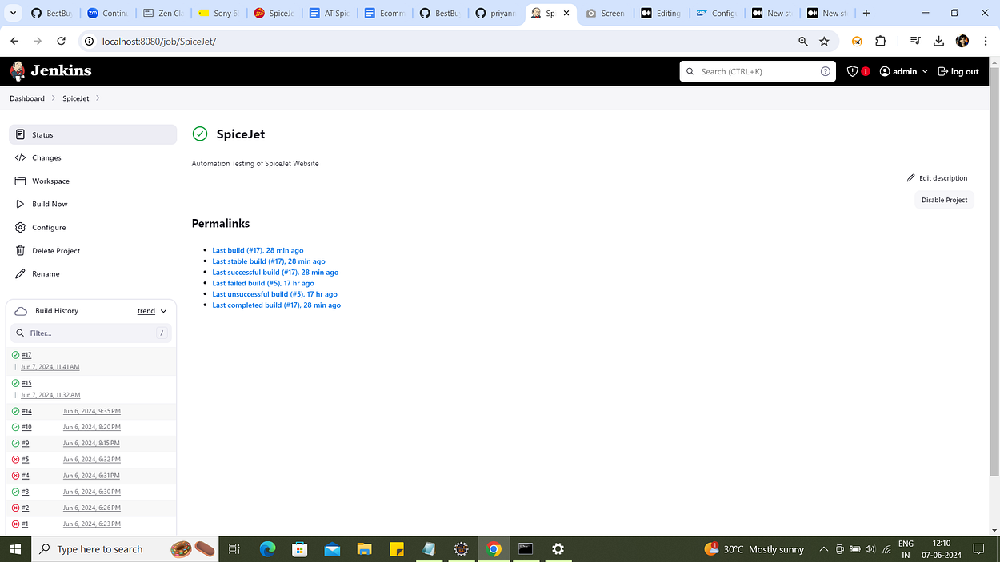 BestBu
Continu
Zen Cla
Sony 65
SpiceJe
AT Spic
Ecomm
BestBu
priyann
Sp
Screen
Editing
Configu
New sto
New sto
localhost:8080/job/SpiceJet/
Jenkins
Search (CTRL+K)
?
1
admin
log out
Dashboard
SpiceJet
Status
Changes
Workspace
Build Now
Configure
Delete Project
Rename
Build History
trend
Filter...
/
#17
Jun 7, 2024, 11:41 AM
#15
Jun 7, 2024, 11:32 AM
#14 Jun 6, 2024, 9:35 PM
#10 Jun 6, 2024, 8:20 PM
#9 Jun 6, 2024, 8:15 PM
#5 Jun 6, 2024, 6:32 PM
#4 Jun 6, 2024, 6:31 PM
#3 Jun 6, 2024, 6:30 PM
#2 Jun 6, 2024, 6:26 PM
#1 Jun 6, 2024, 6:23 PM
SpiceJet
Automation Testing of SpiceJet Website
Edit description
Disable Project
Permalinks
Last build (#17), 28 min ago
Last stable build (#17), 28 min ago
Last successful build (#17), 28 min ago
Last failed build (#5), 17 hr ago
Last unsuccessful build (#5), 17 hr ago
Last completed build (#17), 28 min ago
Type here to search
1
30°C Mostly sunny
ENG
IN
12:10
07-06-2024